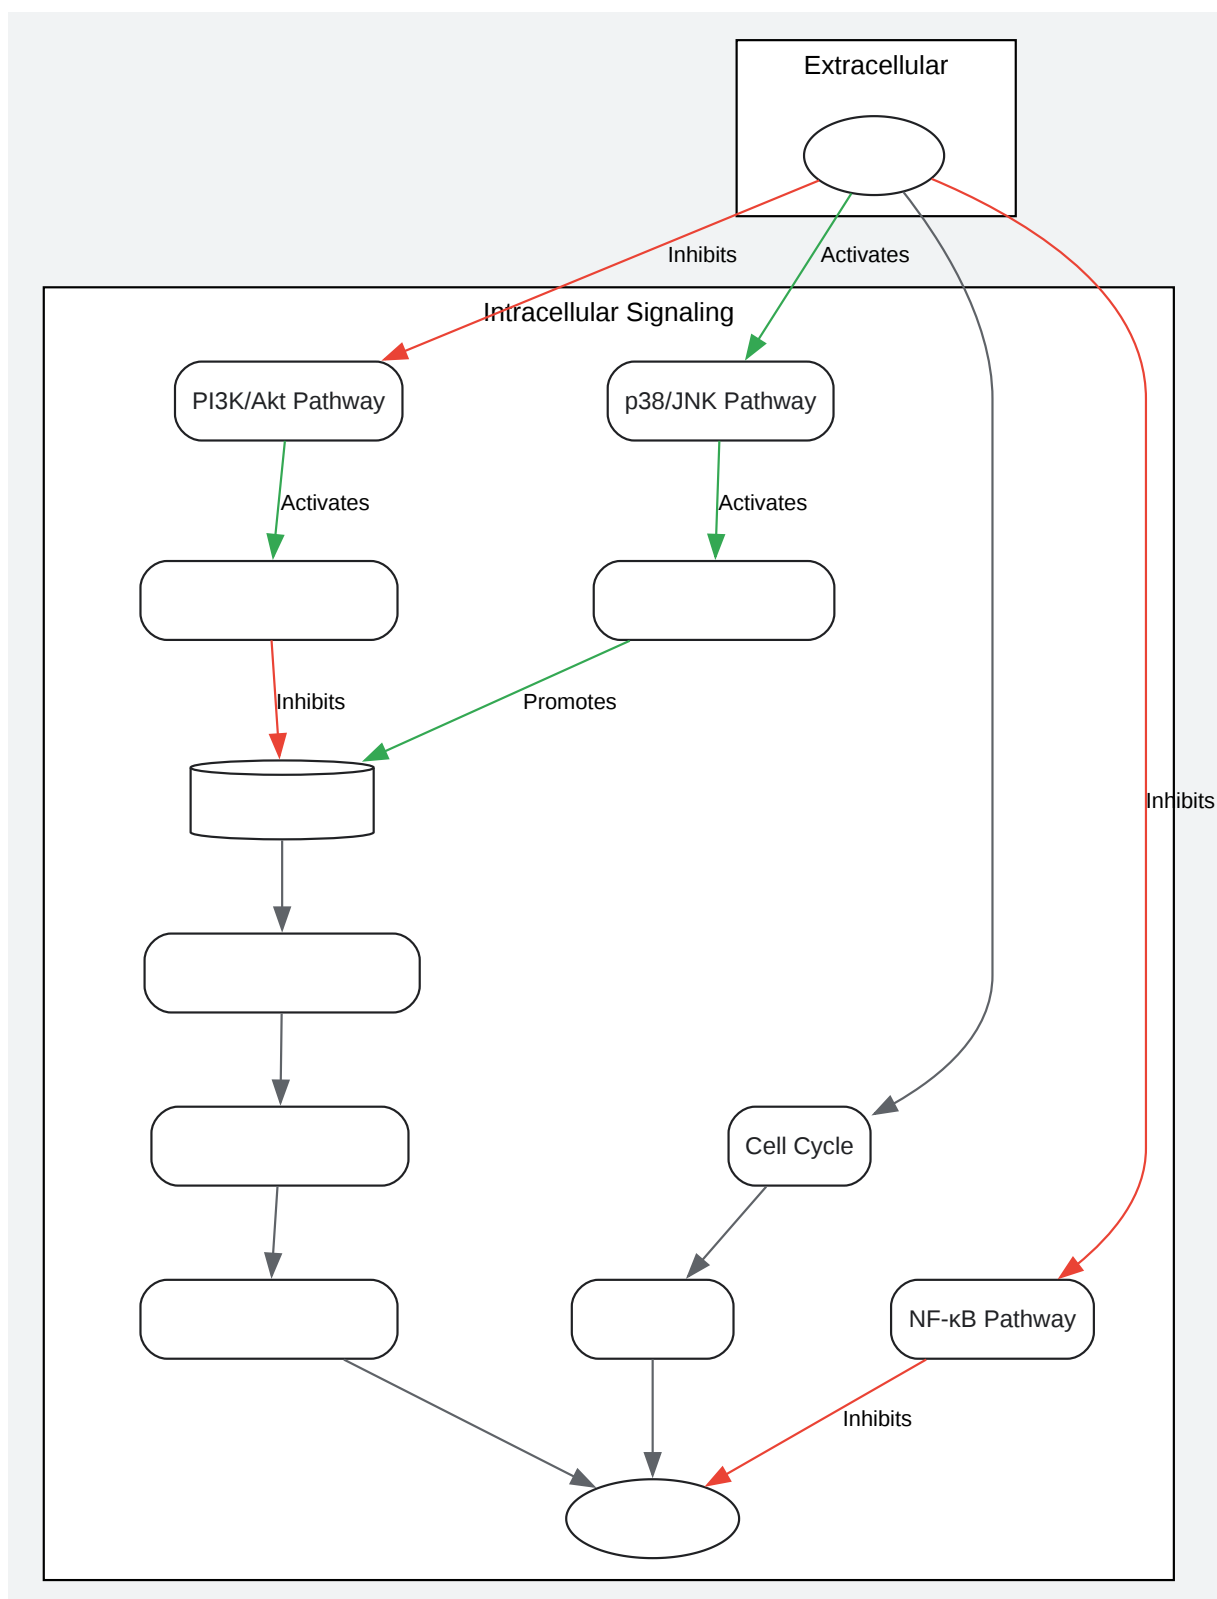 Extracellular
Inhibits
Activates
Intracellular Signaling
PI3K/Akt Pathway
p38/JNK Pathway
Activates
Activates
Inhibits
Promotes
Inhibits
Cell Cycle
NF-κB Pathway
Inhibits